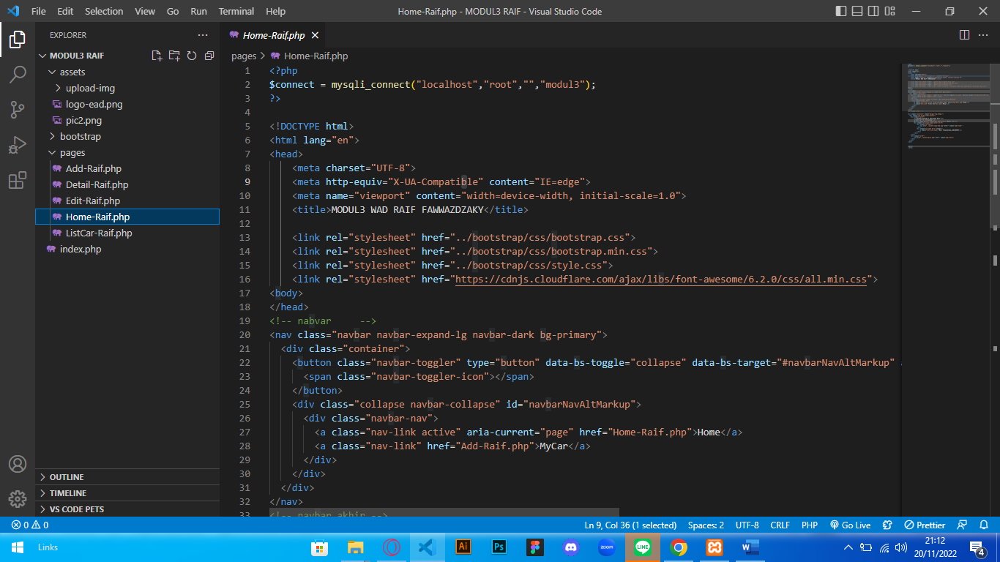 File Edit Selection View Go Run Terminal Help
Home-Raif.php - MODUL3 RAIF - Visual Studio Code
EXPLORER
MODUL3 RAIF
assets
upload-img
logo-ead.png
pic2.png
bootstrap
pages
Add-Raif.php
Detail-Raif.php
Edit-Raif.php
Home-Raif.php
ListCar-Raif.php
index.php
OUTLINE
TIMELINE
VS CODE PETS
Home-Raif.php
pages > Home-Raif.php
1 <?php
2 $connect = mysqli_connect("localhost","root","","modul3");
3 ?>
4
5 <!DOCTYPE html>
6 <html lang="en">
7 <head>
8 <meta charset="UTF-8">
9 <meta http-equiv="X-UA-Compatible" content="IE=edge">
10 <meta name="viewport" content="width=device-width, initial-scale=1.0">
11 <title>MODUL3 WAD RAIF FAWWAZDZAKY</title>
12
13 <link rel="stylesheet" href="../bootstrap/css/bootstrap.css">
14 <link rel="stylesheet" href="../bootstrap/css/bootstrap.min.css">
15 <link rel="stylesheet" href="../bootstrap/css/style.css">
16 <link rel="stylesheet" href="https://cdnjs.cloudflare.com/ajax/libs/font-awesome/6.2.0/css/all.min.css">
17 <body>
18 </head>
19 <!-- nabvar -->
20 <nav class="navbar navbar-expand-lg navbar-dark bg-primary">
21 <div class="container">
22 <button class="navbar-toggler" type="button" data-bs-toggle="collapse" data-bs-target="#navbarNavAltMarkup"
23 <span class="navbar-toggler-icon"></span>
24 </button>
25 <div class="collapse navbar-collapse" id="navbarNavAltMarkup">
26 <div class="navbar-nav">
27 <a class="nav-link active" aria-current="page" href="Home-Raif.php">Home</a>
28 <a class="nav-link" href="Add-Raif.php">MyCar</a>
29 </div>
30 </div>
31 </div>
32 </nav>
33 <!-- navbar akhir -->
0 0
Ln 9, Col 36 (1 selected) Spaces: 2 UTF-8 CRLF PHP Go Live Prettier
Links
Ai
Ps
zoom
LINE
W
21:12
20/11/2022
4